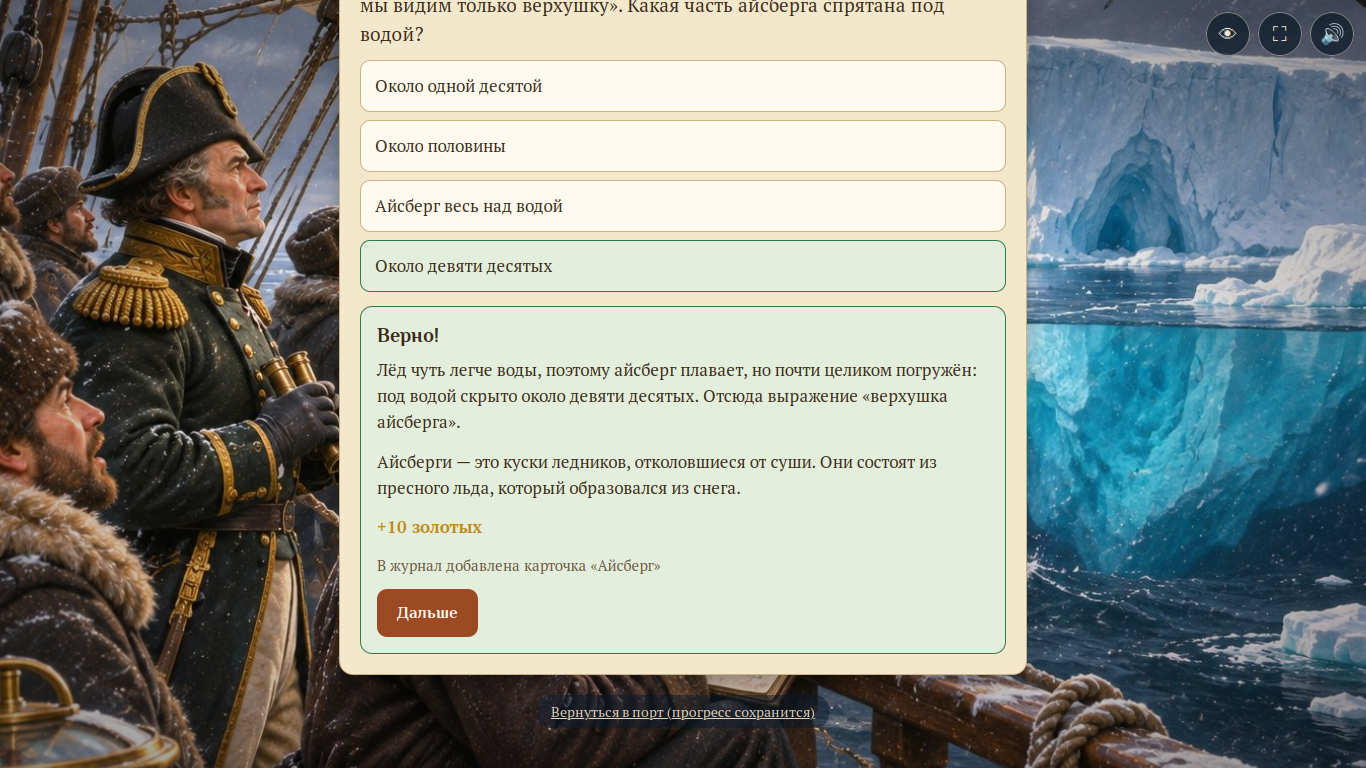 мы видим только верхушку». Какая часть айсберга спрятана под
водой?
Около одной десятой
Около половины
Айсберг весь над водой
Около девяти десятых
Верно!
Лёд чуть легче воды, поэтому айсберг плавает, но почти целиком погружён:
под водой скрыто около девяти десятых. Отсюда выражение «верхушка
айсберга».
Айсберги — это куски ледников, отколовшиеся от суши. Они состоят из
пресного льда, который образовался из снега.
+10 золотых
В журнал добавлена карточка «Айсберг»
Дальше
Вернуться в порт (прогресс сохранится)